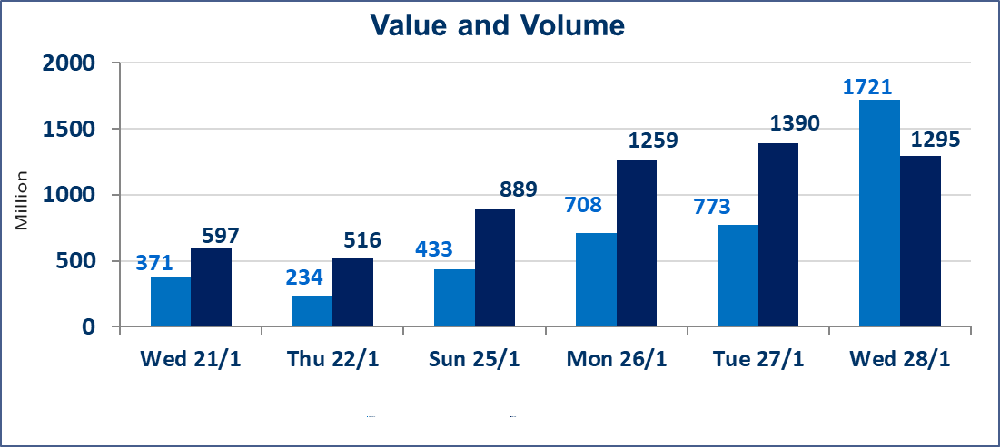 Value and Volume
2000
1500
1000
500
0
Million
371
597
234
516
433
889
708
1259
773
1390
1721
1295
Wed 21/1
Thu 22/1
Sun 25/1
Mon 26/1
Tue 27/1
Wed 28/1